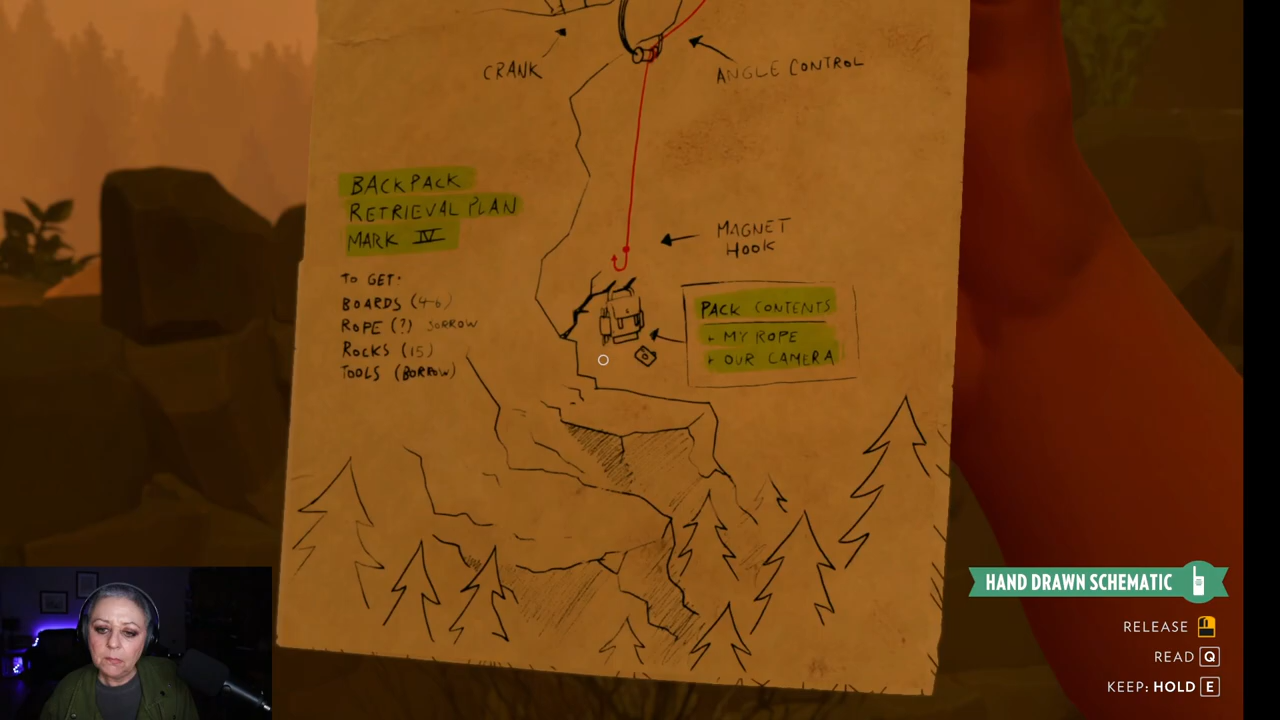 CRANK
ANGLE CONTROL
BACKPACK
RETRIEVAL PLAN
MARK IV
TO GET:
BOARDS (4-6)
ROPE (?) BORROW
ROCKS (15)
TOOLS (BORROW)
MAGNET
HOOK
PACK CONTENTS
+ MY ROPE
+ OUR CAMERA
HAND DRAWN SCHEMATIC
RELEASE
READ Q
KEEP: HOLD E